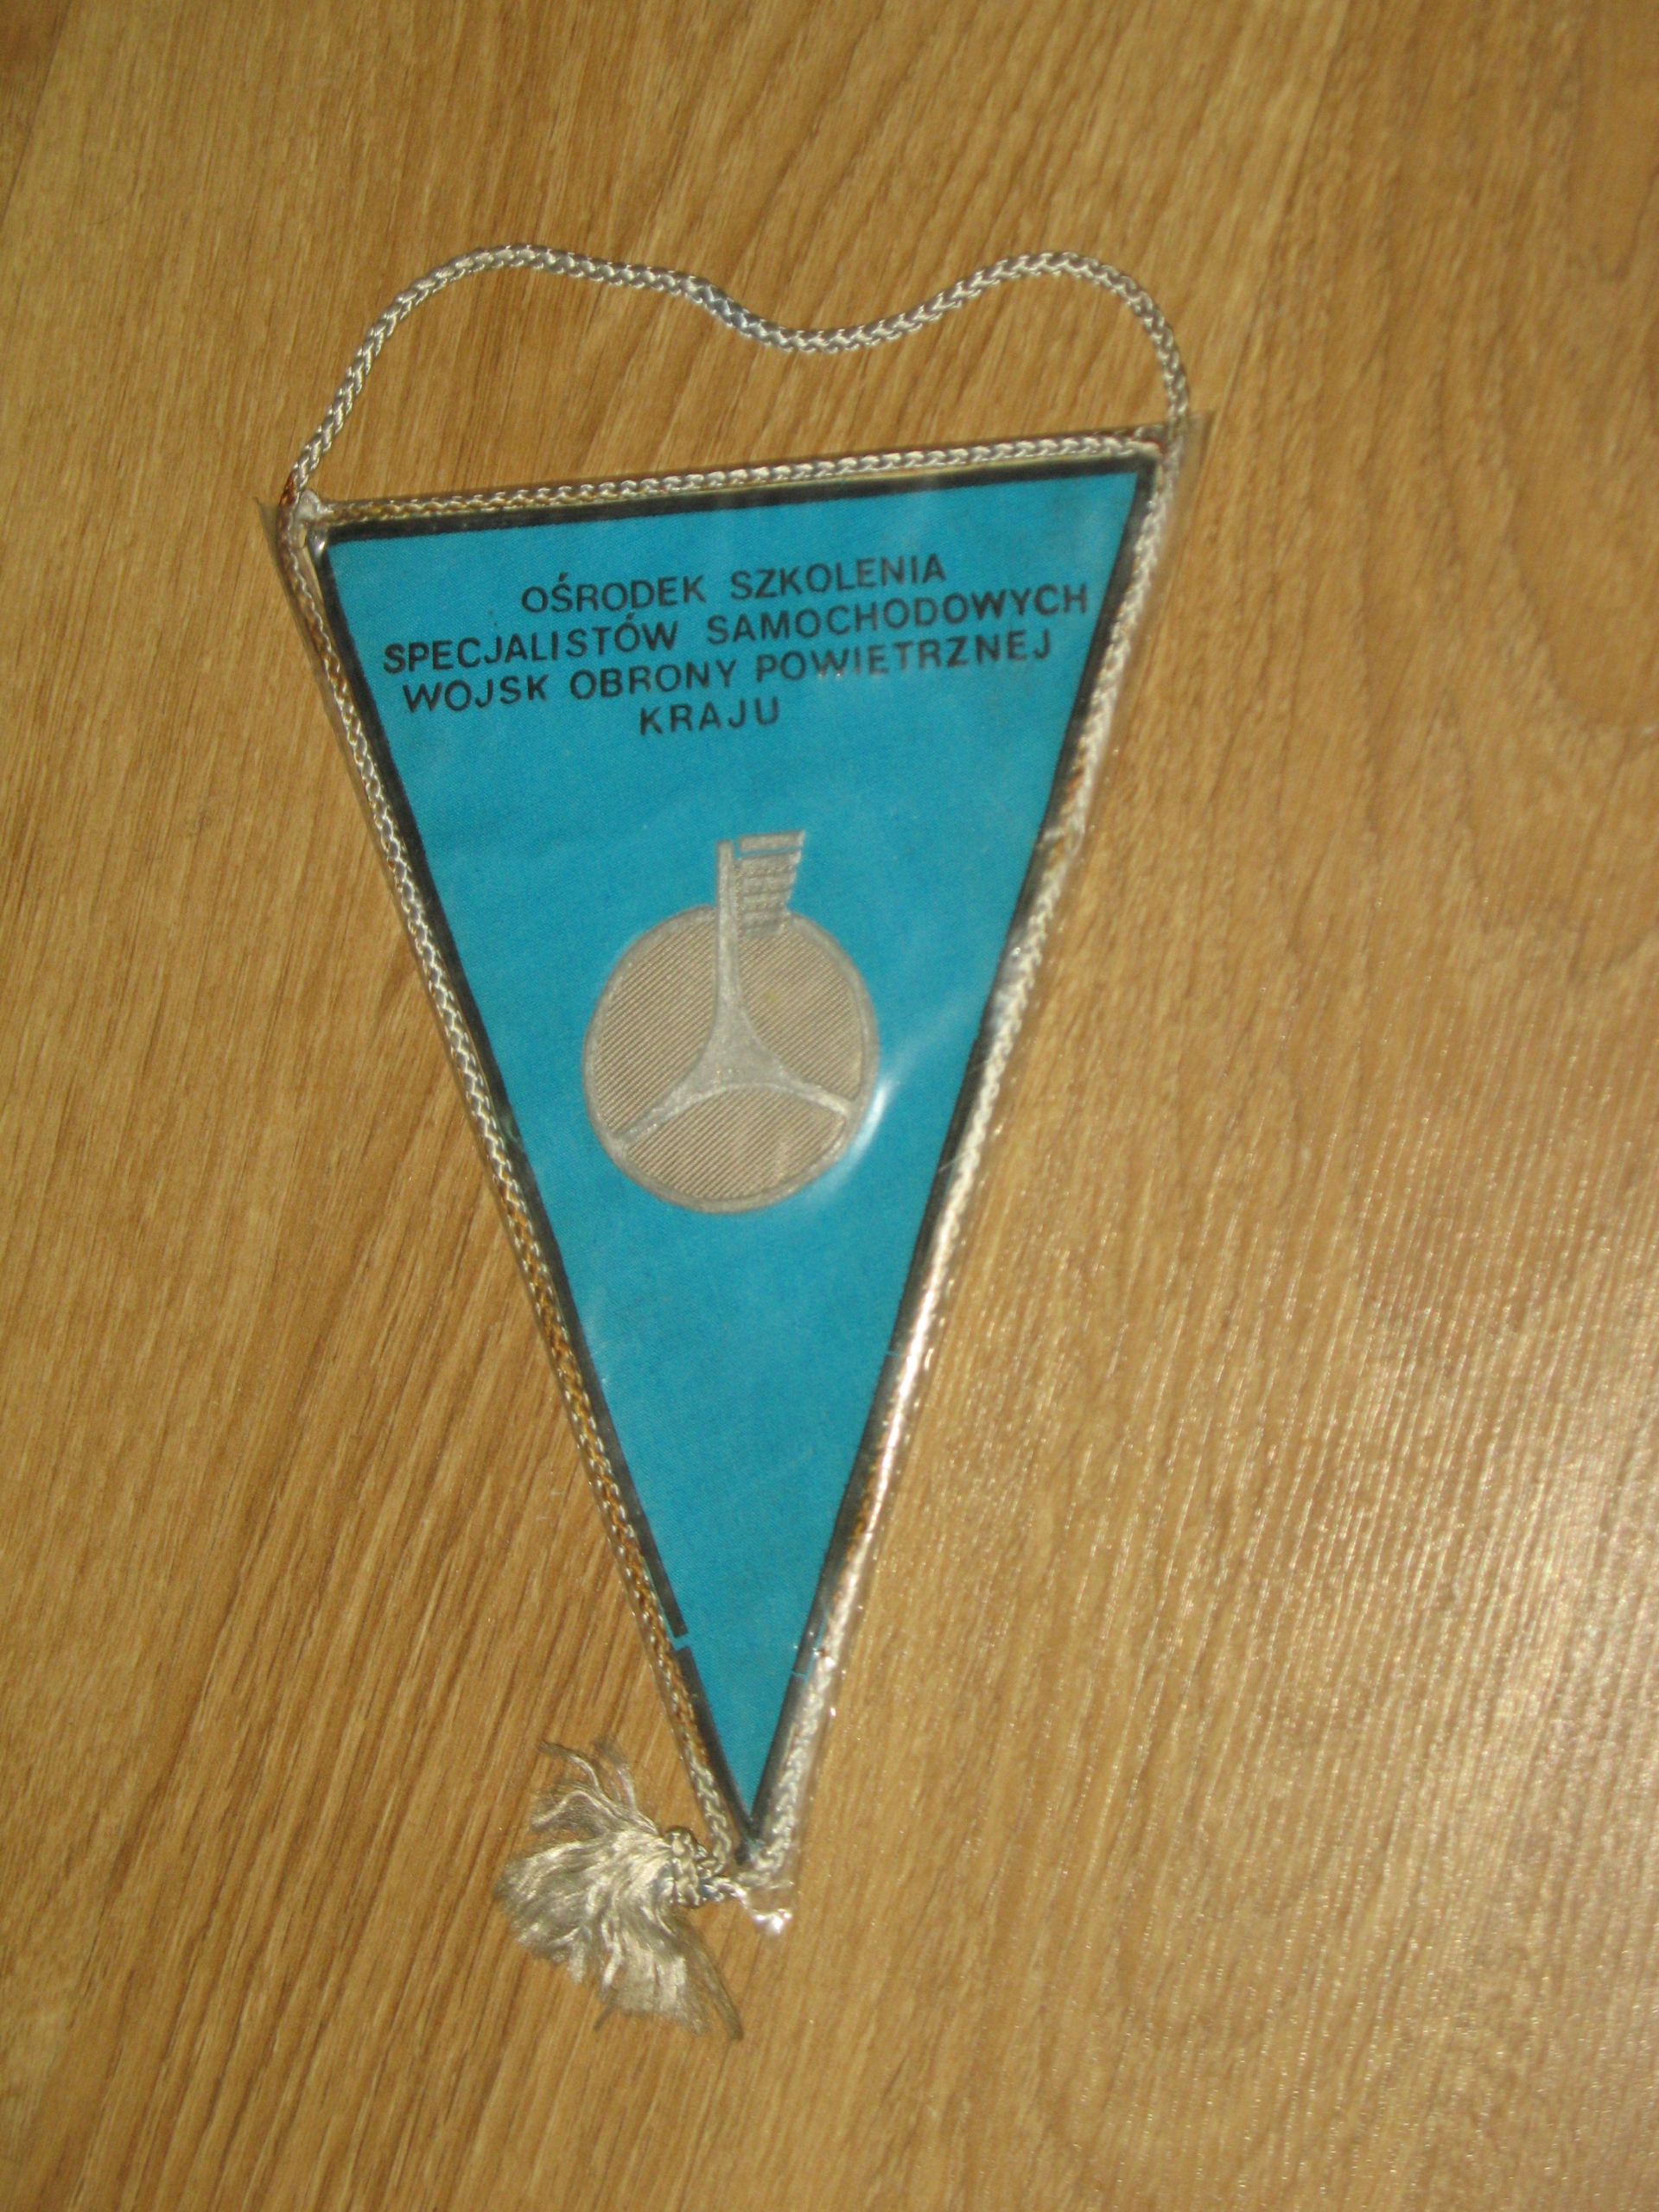 OŚRODEK SZKOLENIA
SPECJALISTÓW SAMOCHODOWYCH
WOJSK OBRONY POWIETRZNEJ
KRAJU